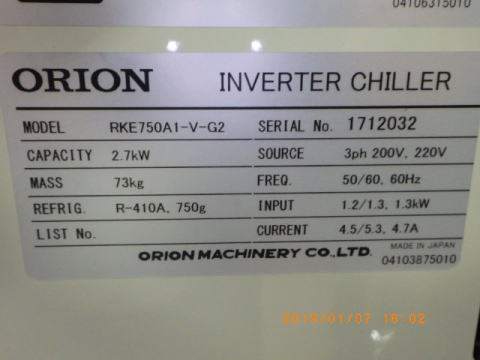 04106315010
ORION INVERTER CHILLER
MODEL RKE750A1-V-G2 SERIAL No. 1712032
CAPACITY 2.7kW SOURCE 3ph 200V, 220V
MASS 73kg FREQ. 50/60, 60Hz
REFRIG. R-410A, 750g INPUT 1.2/1.3, 1.3kW
LIST No. CURRENT 4.5/5.3, 4.7A
ORION MACHINERY CO.,LTD. MADE IN JAPAN
04103875010